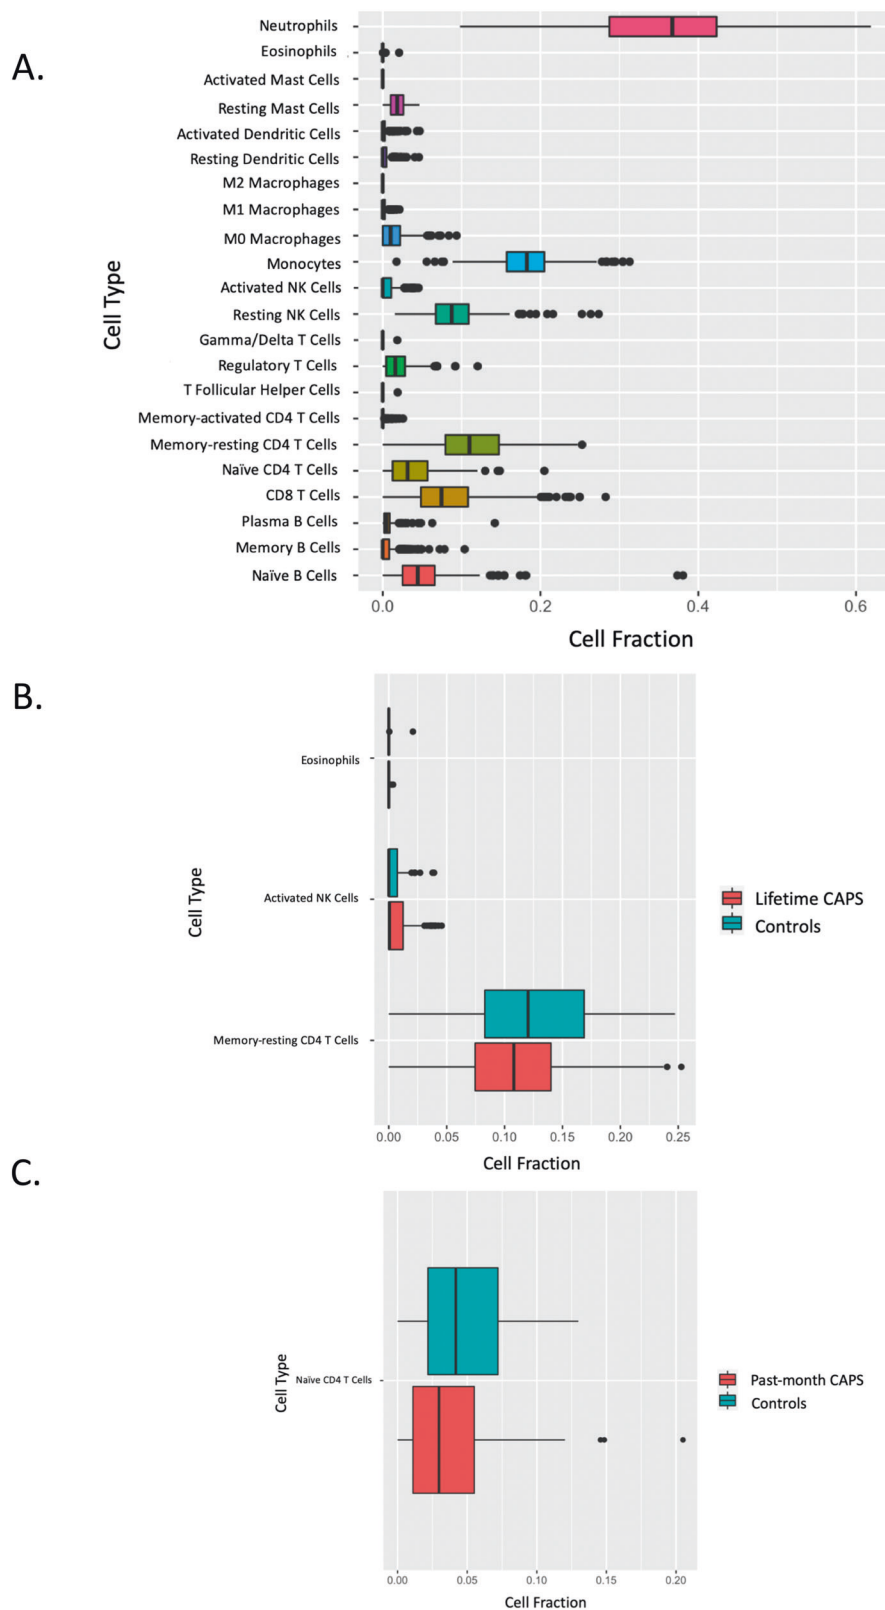 A.
Neutrophils
Eosinophils
Activated Mast Cells
Resting Mast Cells
Activated Dendritic Cells
Resting Dendritic Cells
M2 Macrophages
M1 Macrophages
M0 Macrophages
Monocytes
Activated NK Cells
Resting NK Cells
Gamma/Delta T Cells
Regulatory T Cells
T Follicular Helper Cells
Memory-activated CD4 T Cells
Memory-resting CD4 T Cells
Naïve CD4 T Cells
CD8 T Cells
Plasma B Cells
Memory B Cells
Naïve B Cells
Cell Type
0.0 0.2 0.4 0.6
Cell Fraction
B.
Eosinophils
Activated NK Cells
Memory-resting CD4 T Cells
Cell Type
0.00 0.05 0.10 0.15 0.20 0.25
Cell Fraction
Lifetime CAPS
Controls
C.
Naïve CD4 T Cells
Cell Type
0.00 0.05 0.10 0.15 0.20
Cell Fraction
Past-month CAPS
Controls